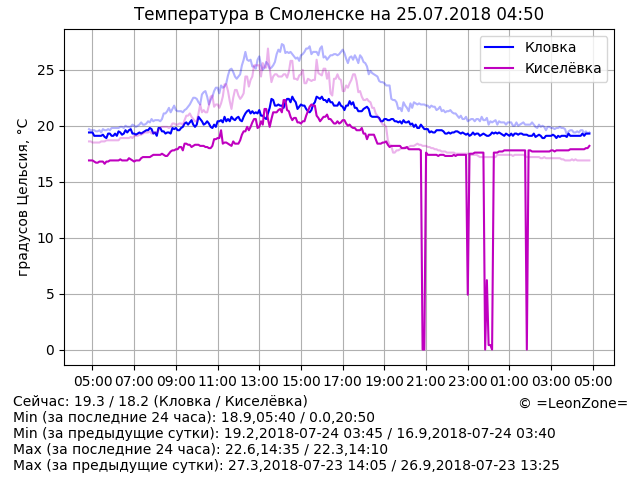 Температура в Смоленске на 25.07.2018 04:50
Кловка
Киселёвка
градусов Цельсия, °C
25
20
15
10
5
0
05:00 07:00 09:00 11:00 13:00 15:00 17:00 19:00 21:00 23:00 01:00 03:00 05:00
Сейчас: 19.3 / 18.2 (Кловка / Киселёвка)
© =LeonZone=
Min (за последние 24 часа): 18.9,05:40 / 0.0,20:50
Min (за предыдущие сутки): 19.2,2018-07-24 03:45 / 16.9,2018-07-24 03:40
Max (за последние 24 часа): 22.6,14:35 / 22.3,14:10
Max (за предыдущие сутки): 27.3,2018-07-23 14:05 / 26.9,2018-07-23 13:25